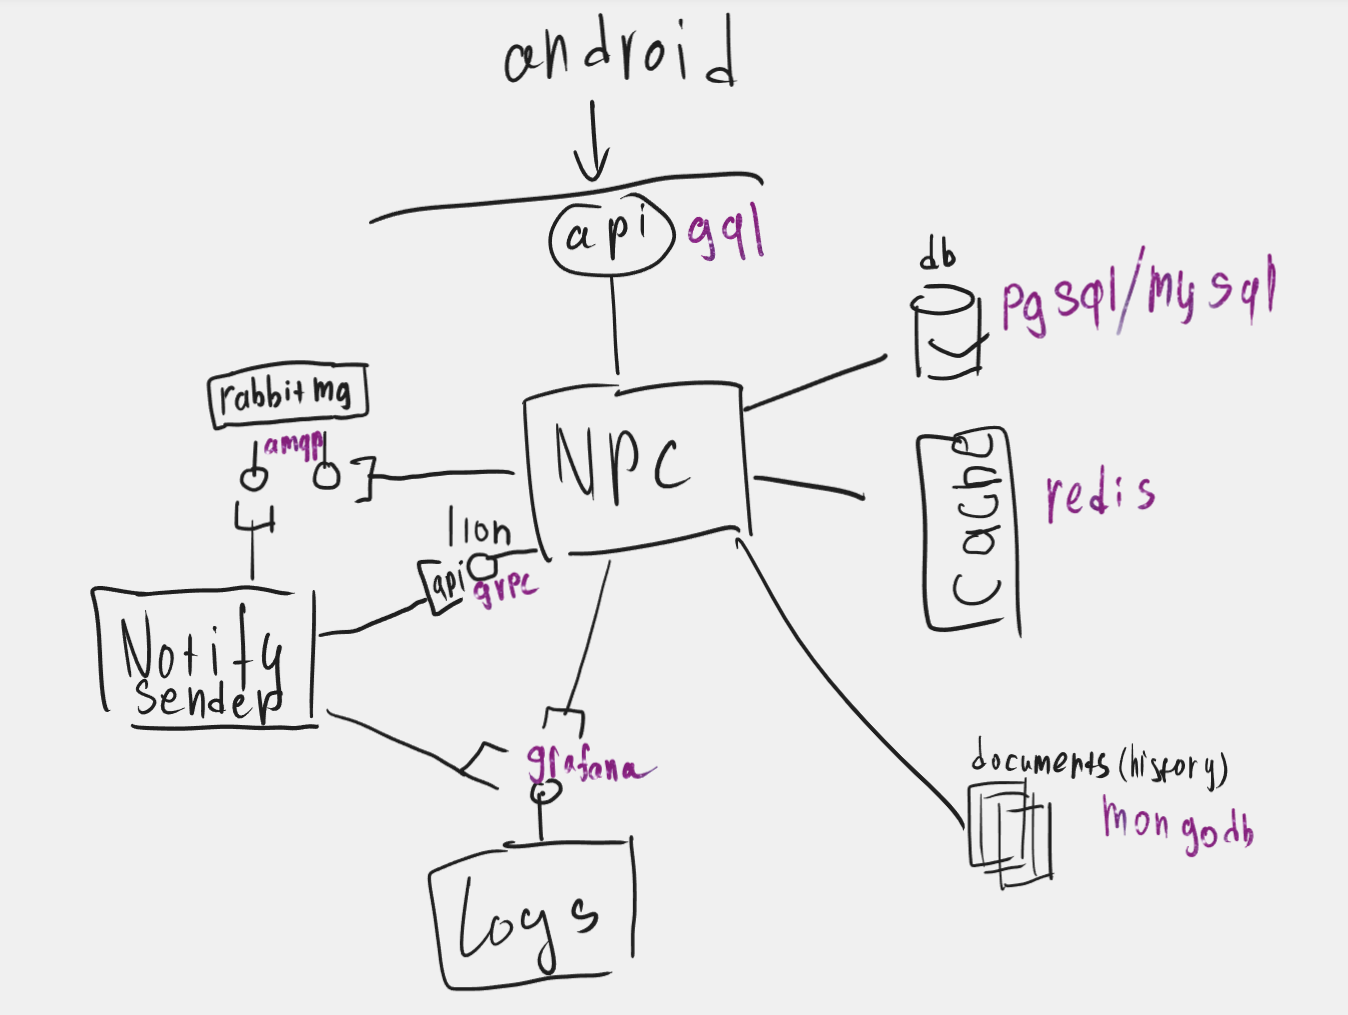 android
api gql
db
pgsql/mysql
rabbitmq
amqp
NPC
cache
redis
api
grpc
Notify
sender
grafana
documents (history)
mongodb
Logs